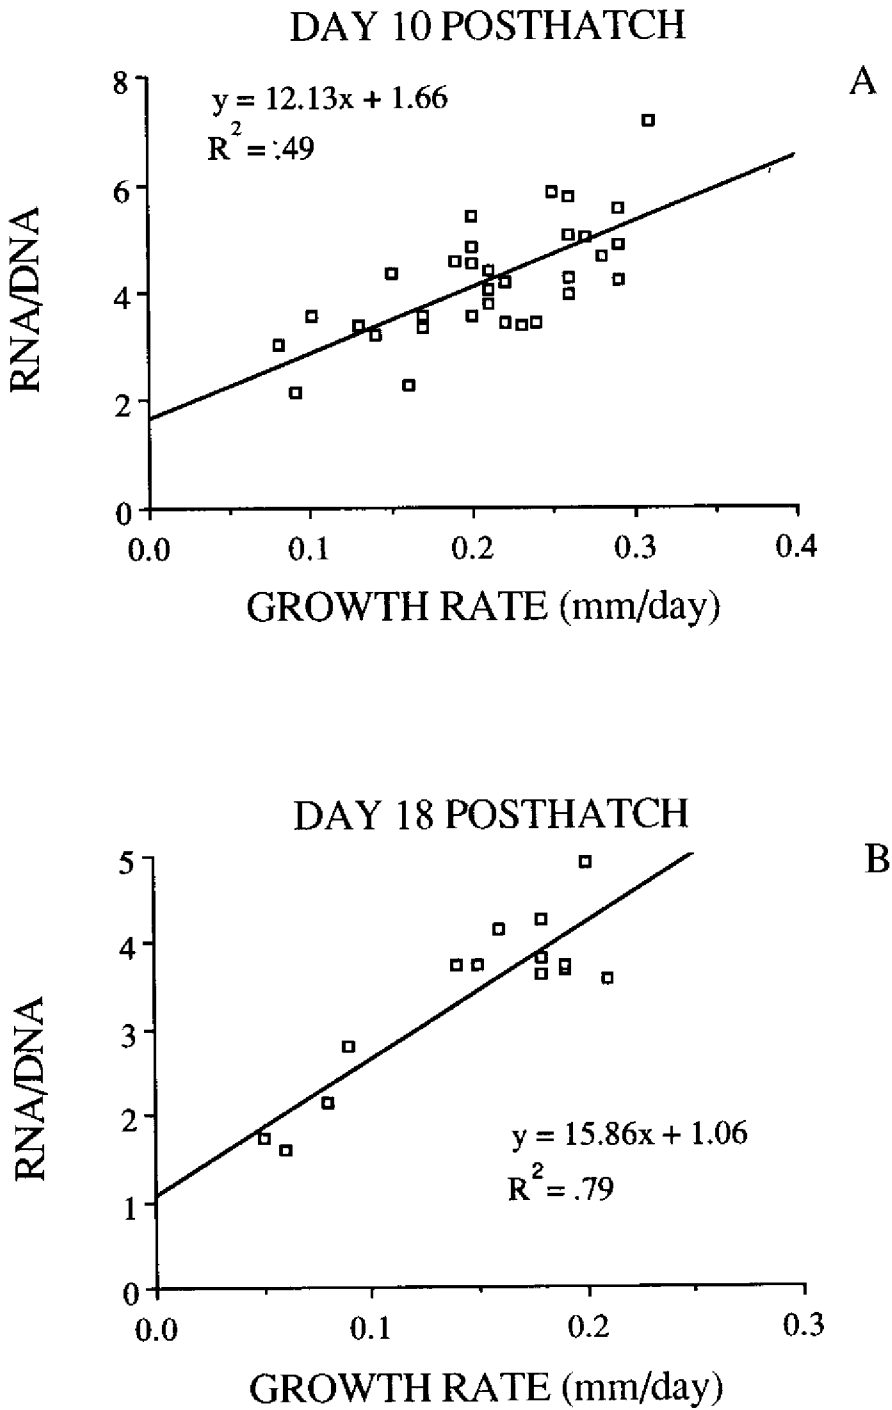 DAY 10 POSTHATCH
A
y = 12.13x + 1.66
R2 = .49
8
6
4
2
0
RNA/DNA
0.0 0.1 0.2 0.3 0.4
GROWTH RATE (mm/day)
DAY 18 POSTHATCH
B
5
4
3
2
1
0
RNA/DNA
y = 15.86x + 1.06
R2 = .79
0.0 0.1 0.2 0.3
GROWTH RATE (mm/day)